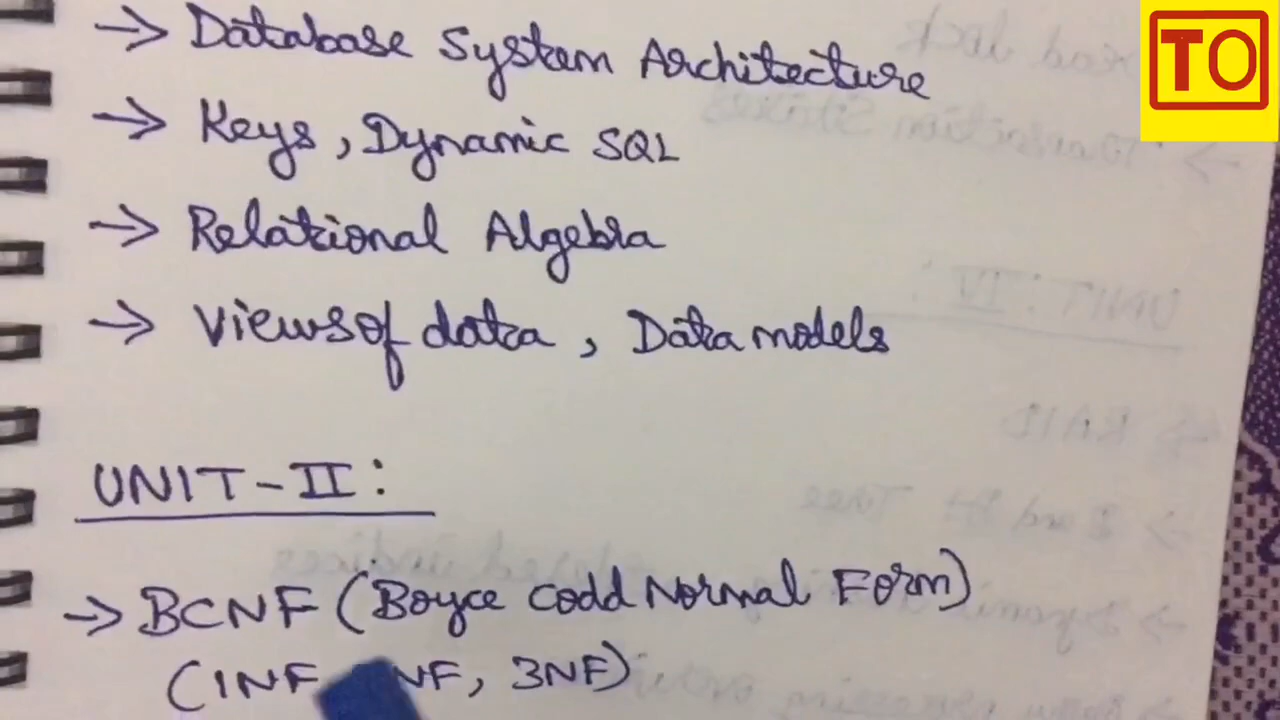 TO
→ Database System Architecture
→ Keys, Dynamic SQL
→ Relational Algebra
→ Views of data, Data models
UNIT-II:
→ BCNF (Boyce Codd Normal Form)
(1NF, NF, 3NF)